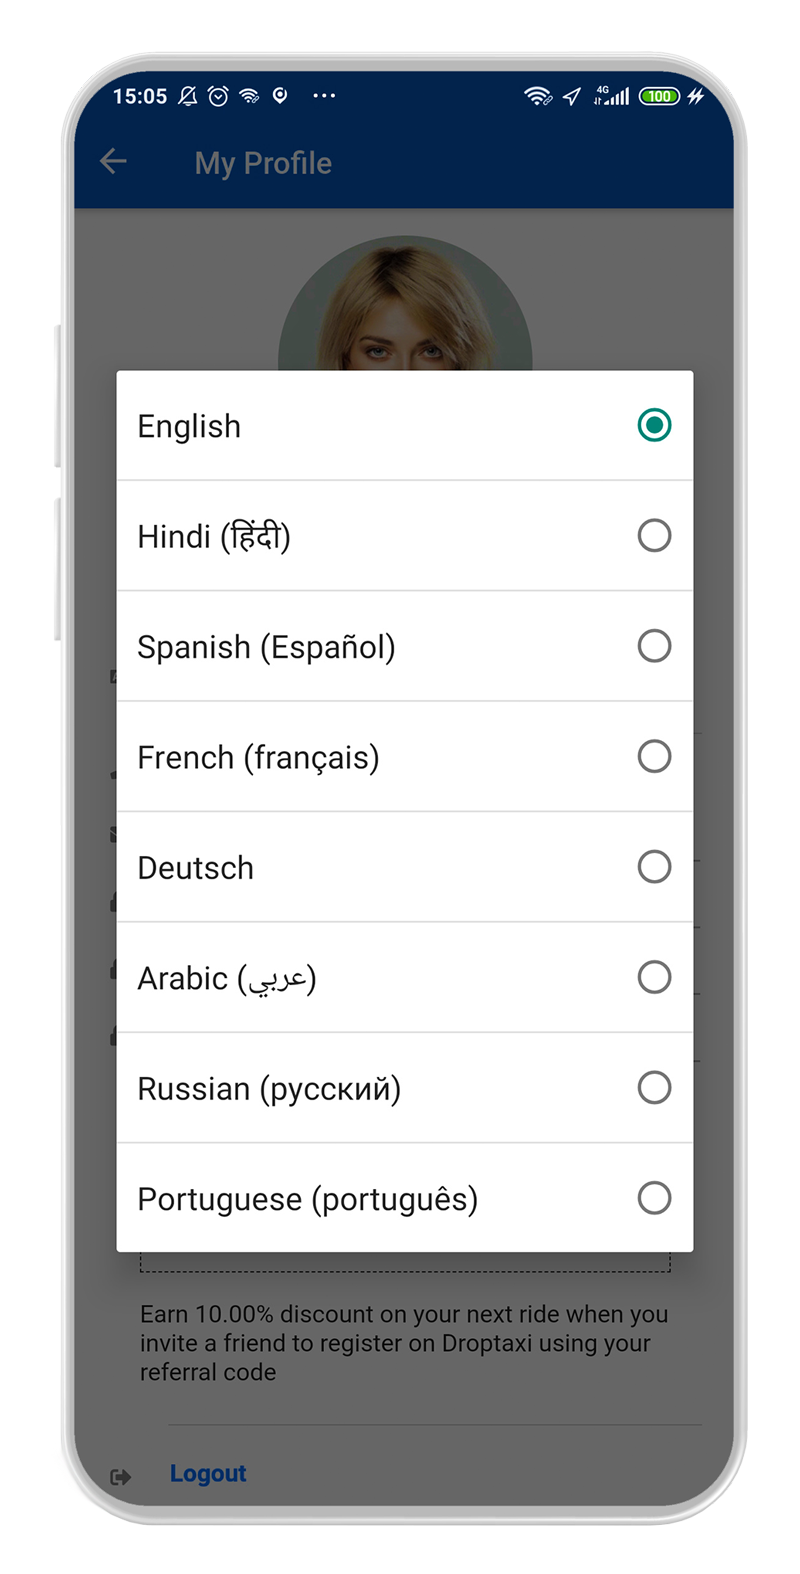 15:05
4G
100
My Profile
English
Hindi (हिंदी)
Spanish (Español)
French (français)
Deutsch
Arabic (عربي)
Russian (русский)
Portuguese (português)
Earn 10.00% discount on your next ride when you
invite a friend to register on Droptaxi using your
referral code
Logout